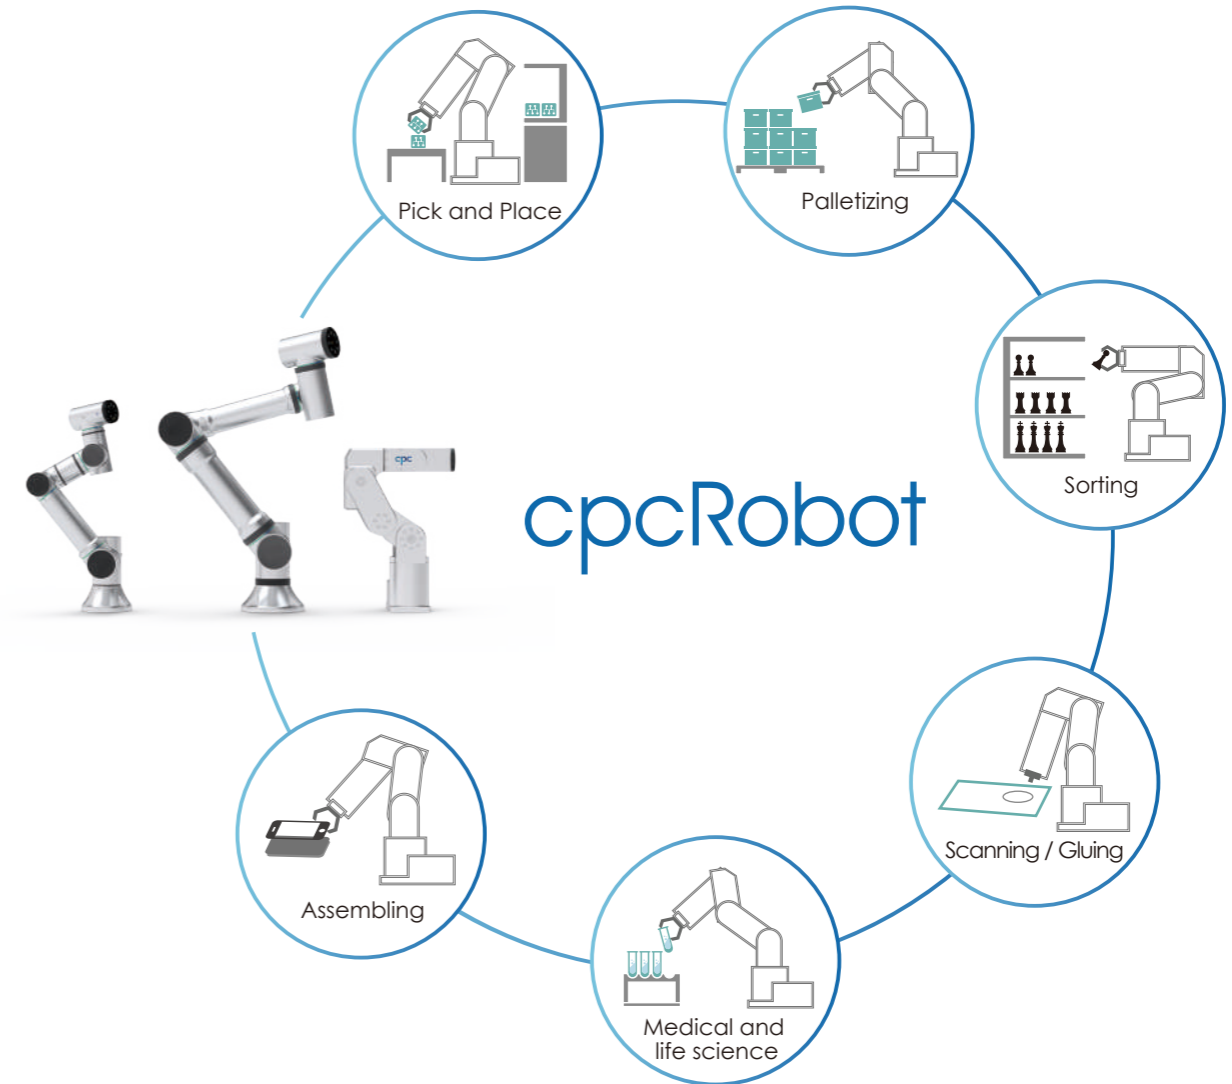 Pick and Place
Palletizing
Sorting
cpc
cpcRobot
Scanning / Gluing
Assembling
Medical and
life science